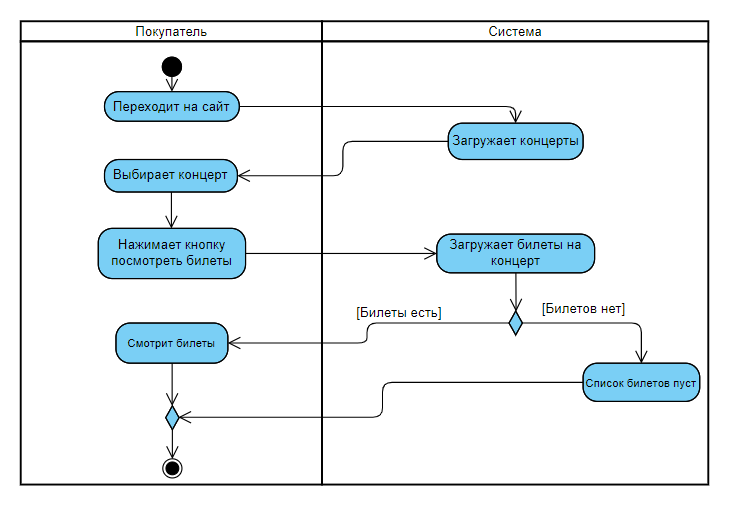 Покупатель
Система
Переходит на сайт
Загружает концерты
Выбирает концерт
Нажимает кнопку
посмотреть билеты
Загружает билеты на
концерт
[Билеты есть]
[Билетов нет]
Смотрит билеты
Список билетов пуст